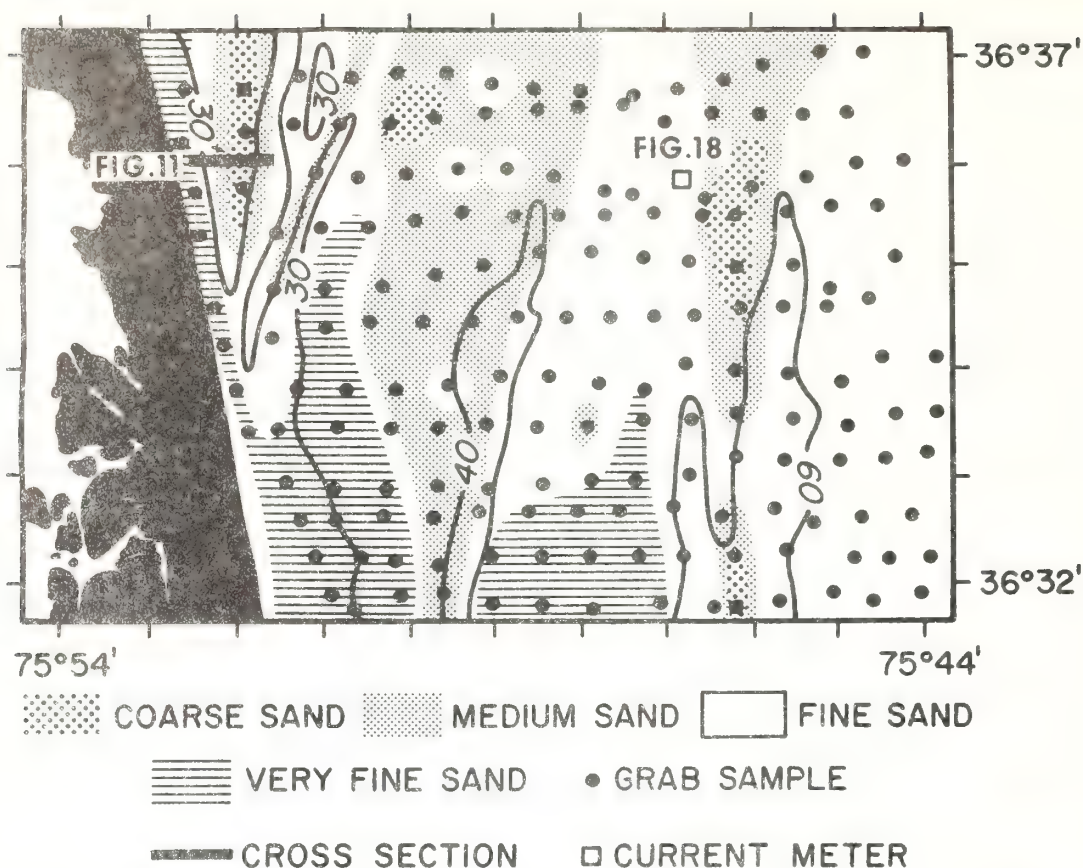 36°37'
30
30
FIG.11
FIG.18
30
40
60
36°32'
75°54'
75°44'
COARSE SAND
MEDIUM SAND
FINE SAND
VERY FINE SAND
GRAB SAMPLE
CROSS SECTION
CURRENT METER